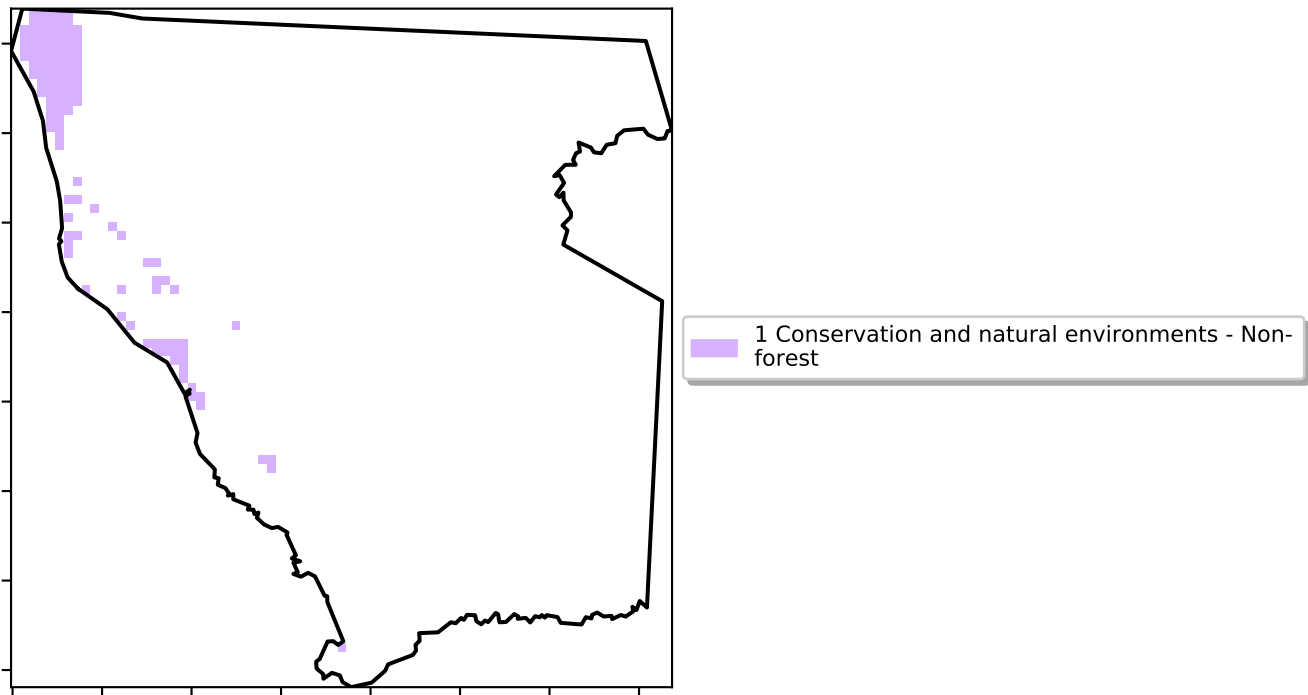 1 Conservation and natural environments - Non-
forest